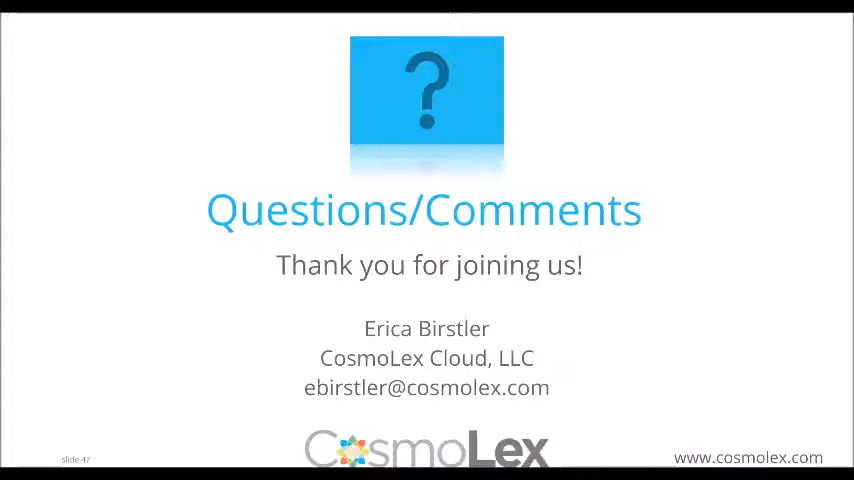 ?
Questions/Comments
Thank you for joining us!
Erica Birstler
CosmoLex Cloud, LLC
ebirstler@cosmolex.com
CosmoLex
slide 47
www.cosmolex.com